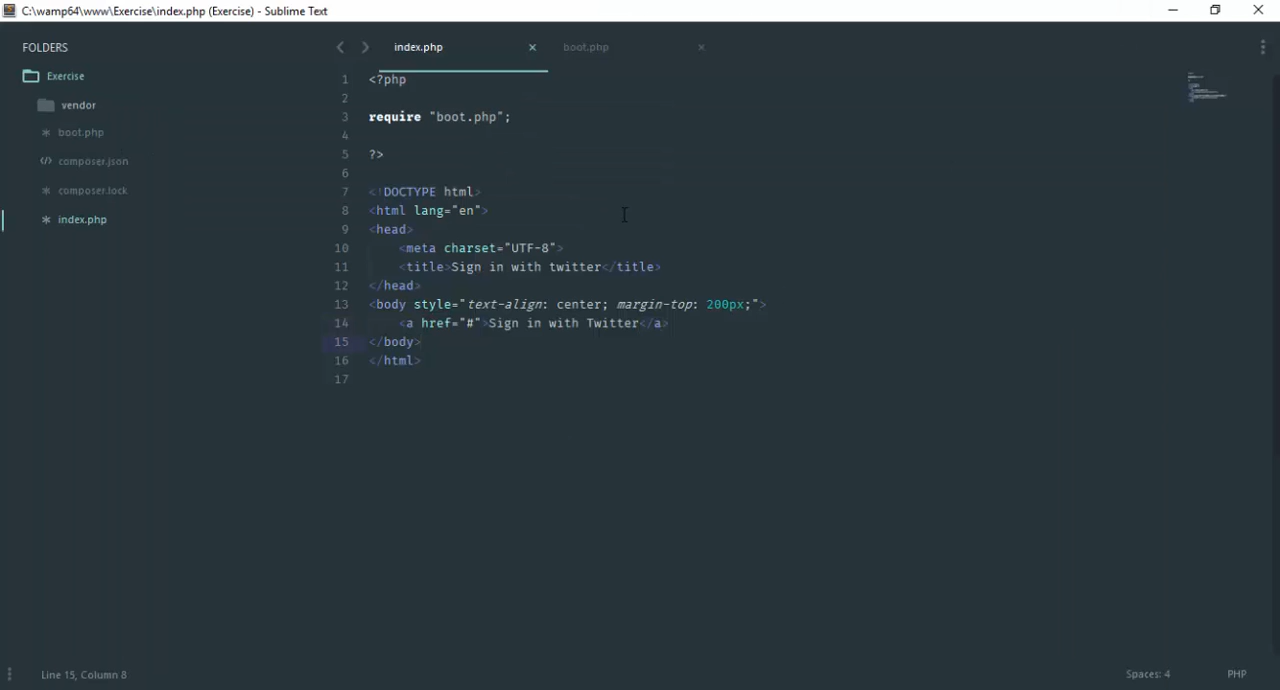 C:\wamp64\www\Exercise\index.php (Exercise) - Sublime Text
FOLDERS
Exercise
vendor
boot.php
composer.json
composer.lock
index.php
index.php
boot.php
1 <?php
2
3 require "boot.php";
4
5 ?>
6
7 <!DOCTYPE html>
8 <html lang="en">
9 <head>
10     <meta charset="UTF-8">
11     <title>Sign in with twitter</title>
12 </head>
13 <body style="text-align: center; margin-top: 200px;">
14     <a href="#">Sign in with Twitter</a>
15 </body>
16 </html>
17
Line 15, Column 8
Spaces: 4
PHP